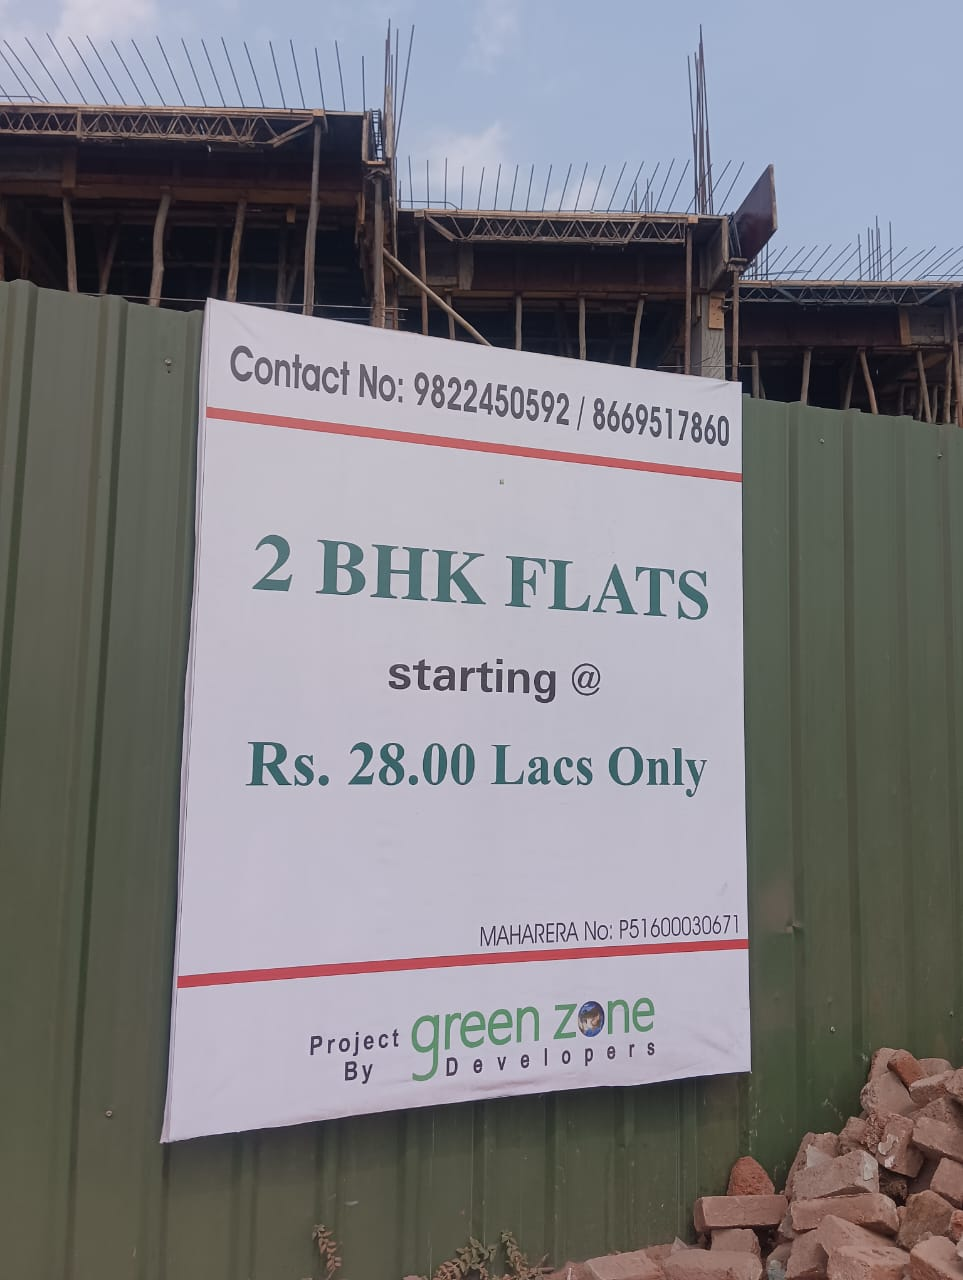 Contact No: 9822450592 / 8669517860
2 BHK FLATS
starting @
Rs. 28.00 Lacs Only
MAHARERA No: P51600030671
Project By
green zone
Developers